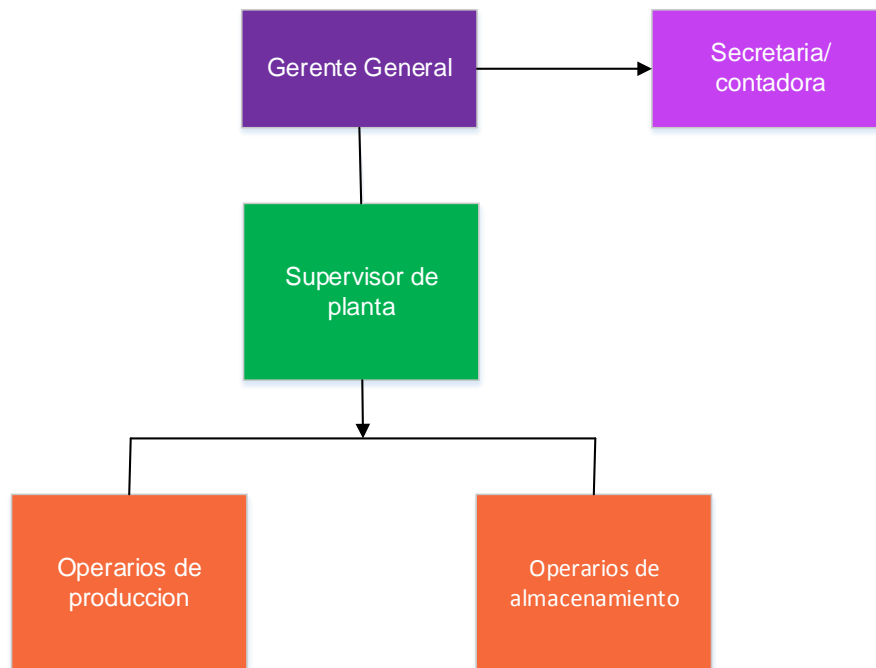 Gerente General
Secretaria/
contadora
Supervisor de
planta
Operarios de
produccion
Operarios de
almacenamiento